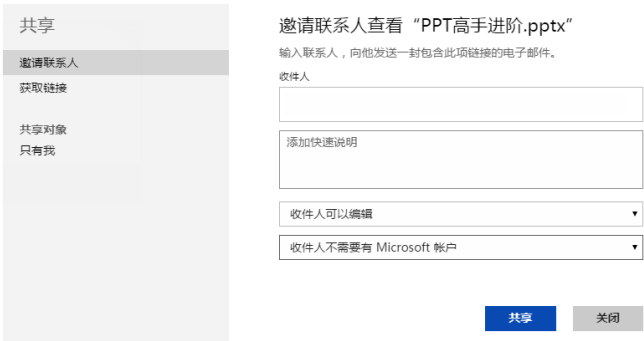 共享
邀请联系人
获取链接
共享对象
只有我
邀请联系人查看“PPT高手进阶.pptx”
输入联系人，向他发送一封包含此项链接的电子邮件。
收件人
添加快速说明
收件人可以编辑
收件人不需要有 Microsoft 帐户
共享
关闭